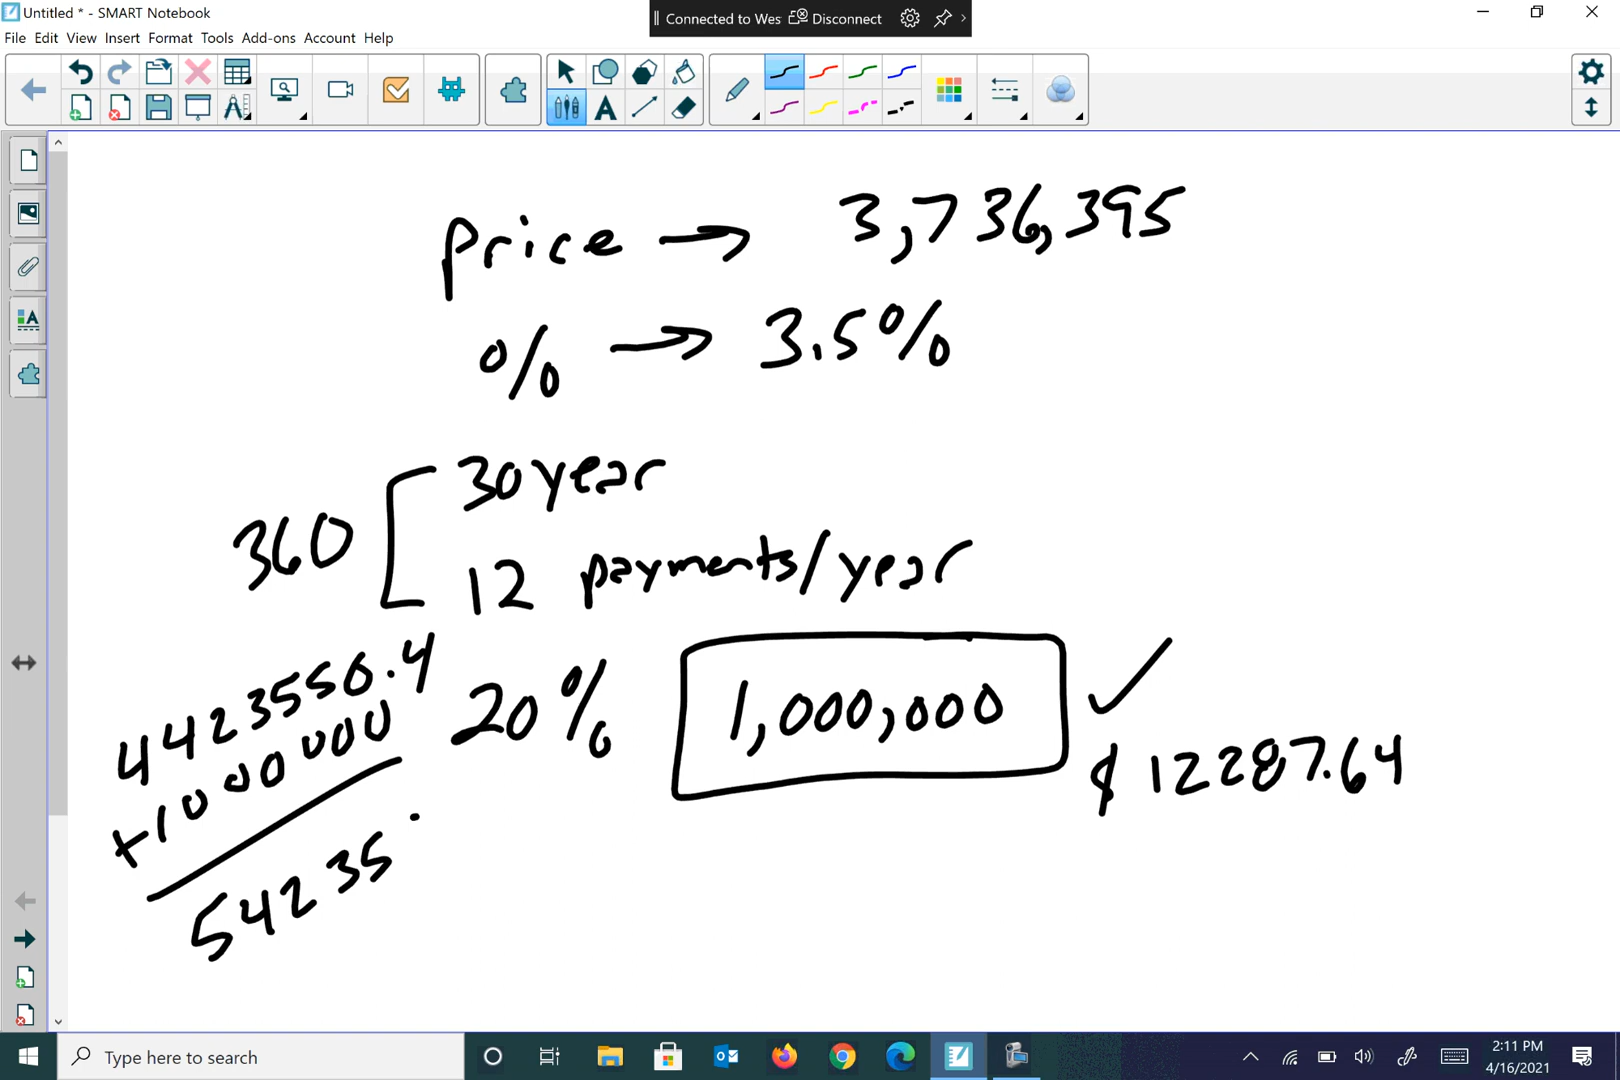 Untitled * - SMART Notebook
Connected to Wes Disconnect
File Edit View Insert Format Tools Add-ons Account Help
price → 3,736,395
% → 3.5%
30 year
360
12 payments/year
4423550.4
+1000000
54235
20%
1,000,000
$12287.64
Type here to search
2:11 PM
4/16/2021